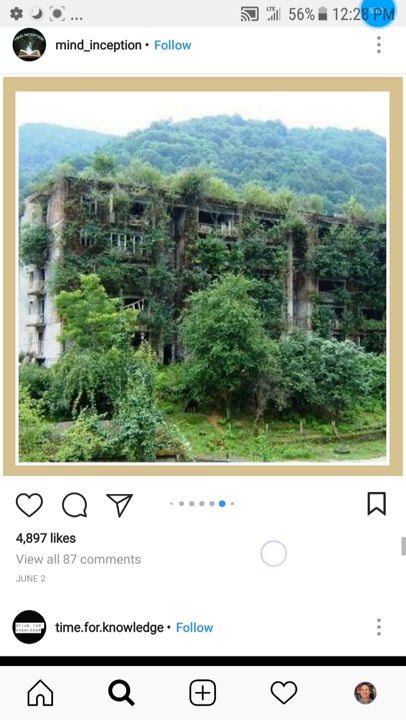 ... LTE 56% 12:28 PM
mind_inception • Follow
4,897 likes
View all 87 comments
JUNE 2
time.for.knowledge • Follow